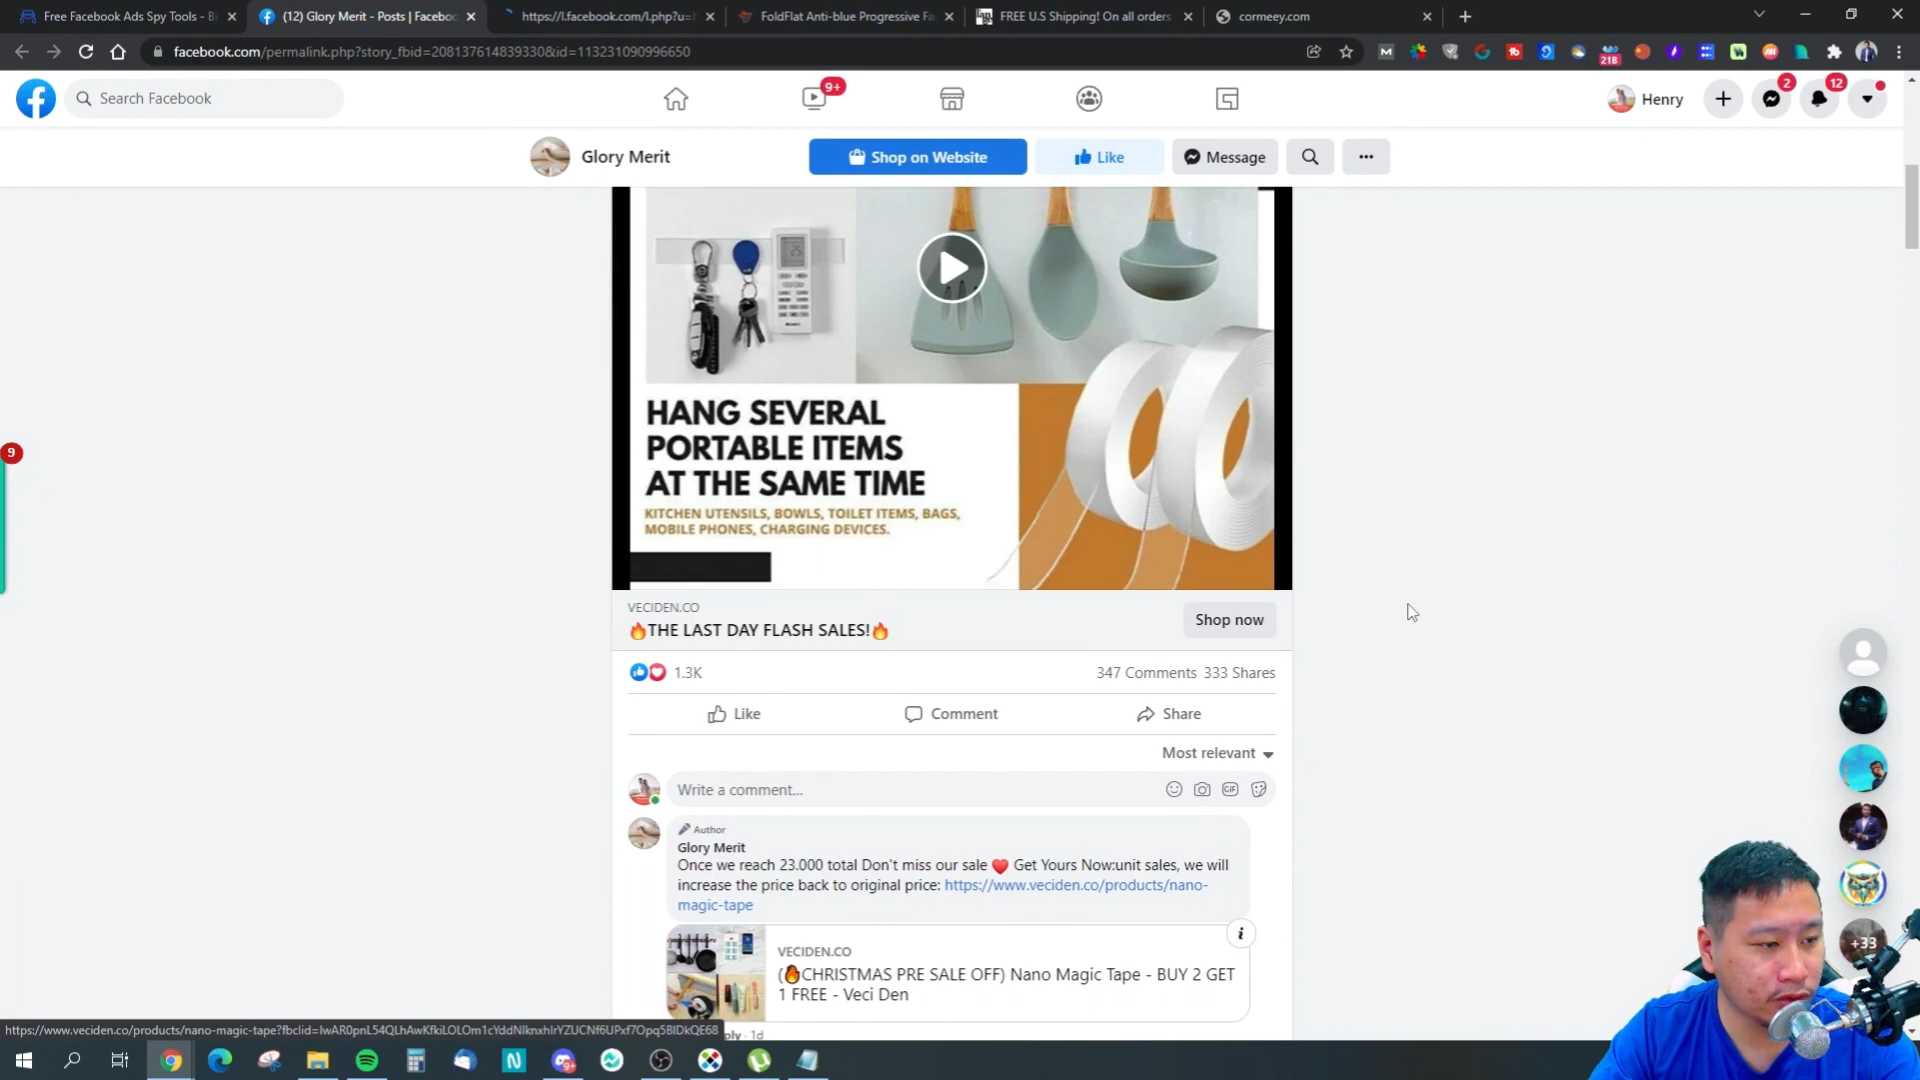 Free Facebook Ads Spy Tools - B
(12) Glory Merit - Posts | Faceboo
https://l.facebook.com/l.php?u=
FoldFlat Anti-blue Progressive Fa
FREE U.S Shipping! On all orders
cormeey.com
facebook.com/permalink.php?story_fbid=208137614839330&id=113231090996650
218
Search Facebook
9+
Henry
2
12
Glory Merit
Shop on Website
Like
Message
HANG SEVERAL
PORTABLE ITEMS
AT THE SAME TIME
KITCHEN UTENSILS, BOWLS, TOILET ITEMS, BAGS,
MOBILE PHONES, CHARGING DEVICES.
9
VECIDEN.CO
🔥THE LAST DAY FLASH SALES!🔥
Shop now
1.3K
347 Comments 333 Shares
Like
Comment
Share
Most relevant
Write a comment...
GIF
Author
Glory Merit
Once we reach 23.000 total Don't miss our sale ❤️ Get Yours Now:unit sales, we will
increase the price back to original price: https://www.veciden.co/products/nano-
magic-tape
VECIDEN.CO
(🔥CHRISTMAS PRE SALE OFF) Nano Magic Tape - BUY 2 GET
1 FREE - Veci Den
+33
ply · 1d